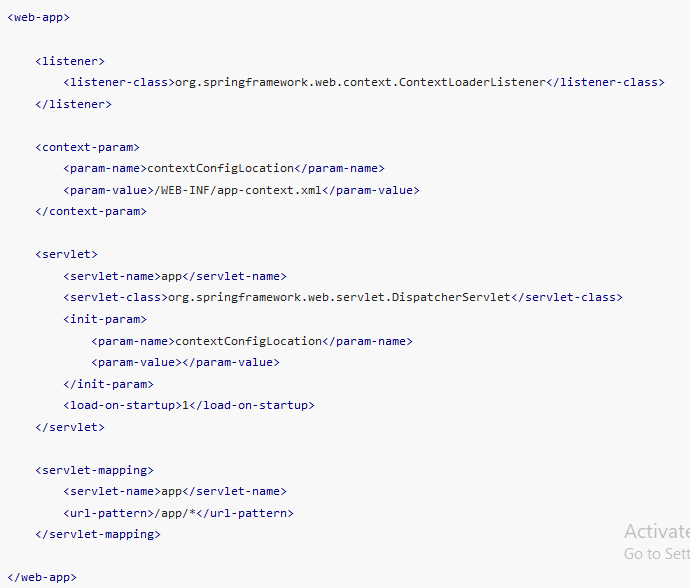 <web-app>
<listener>
<listener-class>org.springframework.web.context.ContextLoaderListener</listener-class>
</listener>
<context-param>
<param-name>contextConfigLocation</param-name>
<param-value>/WEB-INF/app-context.xml</param-value>
</context-param>
<servlet>
<servlet-name>app</servlet-name>
<servlet-class>org.springframework.web.servlet.DispatcherServlet</servlet-class>
<init-param>
<param-name>contextConfigLocation</param-name>
<param-value></param-value>
</init-param>
<load-on-startup>1</load-on-startup>
</servlet>
<servlet-mapping>
<servlet-name>app</servlet-name>
<url-pattern>/app/*</url-pattern>
</servlet-mapping>
</web-app>
Activate
Go to Sett